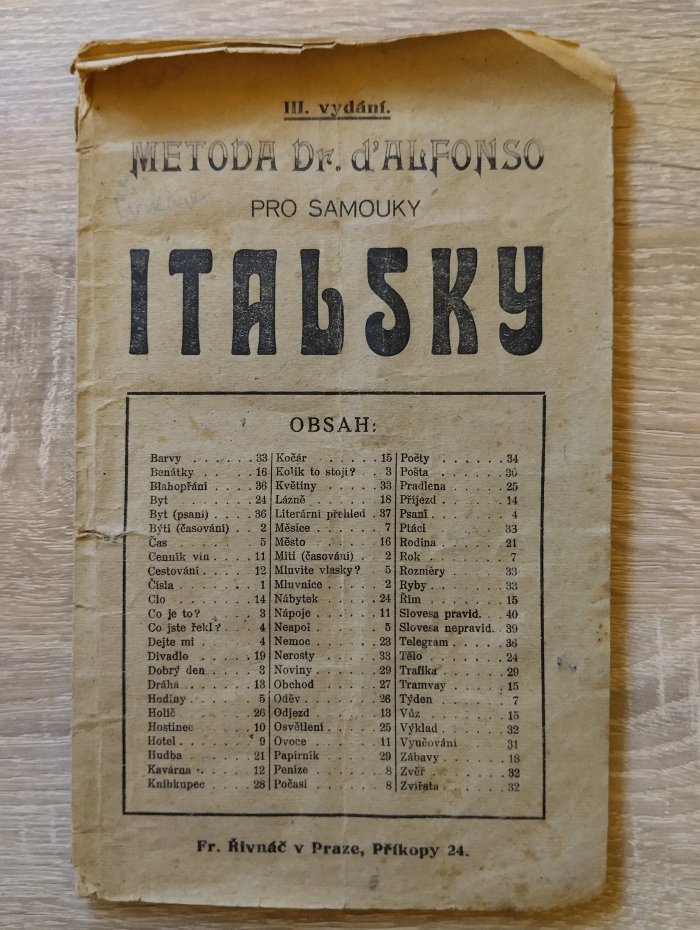 III. vydání.
METODA Dr. d'ALFONSO
PRO SAMOUKY
ITALSKY
OBSAH:
Barvy . . . . . 33
Benátky . . . . . 16
Blahopřání . . . . 36
Byt . . . . . . 24
Byt (psaní) . . . . 36
Býti (časování) . . 2
Čas . . . . . . 5
Cenník vín . . . . 11
Cestování . . . . . 12
Čísla . . . . . . 1
Clo . . . . . . 14
Co je to? . . . . 3
Co jste řekl? . . . 4
Dejte mi . . . . . 4
Divadlo . . . . . 19
Dobrý den . . . . 3
Dráha . . . . . . 13
Hodiny . . . . . 5
Holič . . . . . . 26
Hostinec . . . . . 10
Hotel . . . . . . 9
Hudba . . . . . . 21
Kavárna . . . . . 12
Knihkupec . . . . 28
Kočár . . . . . . 15
Kolik to stojí? . . 3
Květiny . . . . . 33
Lázně . . . . . . 18
Literární přehled . 37
Měsíce . . . . . 7
Město . . . . . . 16
Míti (časování) . . 2
Mluvíte vlasky? . . 5
Mluvnice . . . . . 2
Nábytek . . . . . 24
Nápoje . . . . . 11
Neapol . . . . . 5
Nemoc . . . . . . 23
Nerosty . . . . . 33
Noviny . . . . . 29
Obchod . . . . . 27
Oděv . . . . . . 26
Odjezd . . . . . 13
Osvětlení . . . . . 25
Ovoce . . . . . . 11
Papírník . . . . . 29
Peníze . . . . . 8
Počasí . . . . . 8
Počty . . . . . . 34
Pošta . . . . . . 30
Pradlena . . . . . 25
Příjezd . . . . . 14
Psaní . . . . . . 4
Ptáci . . . . . . 33
Rodina . . . . . 21
Rok . . . . . . 7
Rozměry . . . . . 33
Ryby . . . . . . 33
Řím . . . . . . 15
Slovesa pravid. . . 40
Slovesa nepravid. . 39
Telegram . . . . . 36
Tělo . . . . . . 24
Trafika . . . . . 29
Tramvay . . . . . 15
Týden . . . . . . 7
Vůz . . . . . . 15
Výklad . . . . . 32
Vyučování . . . . 31
Zábavy . . . . . 18
Zvěř . . . . . . 32
Zvířata . . . . . 32
Fr. Řivnáč v Praze, Příkopy 24.